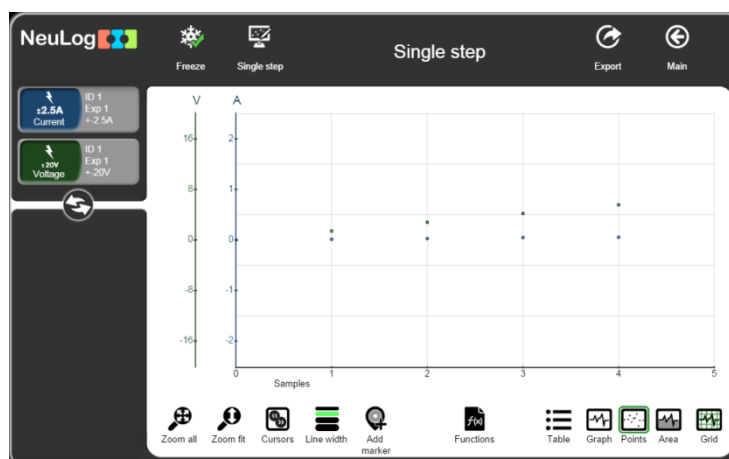 NeuLog
Freeze
Single step
Single step
Export
Main
±2.5A
Current
ID 1
Exp 1
+-2.5A
±20V
Voltage
ID 1
Exp 1
+-20V
V A
16 2
8 1
0 0
-8 -1
-16 -2
0 1 2 3 4 5
Samples
Zoom all
Zoom fit
Cursors
Line width
Add
marker
f(x)
Functions
Table
Graph
Points
Area
Grid